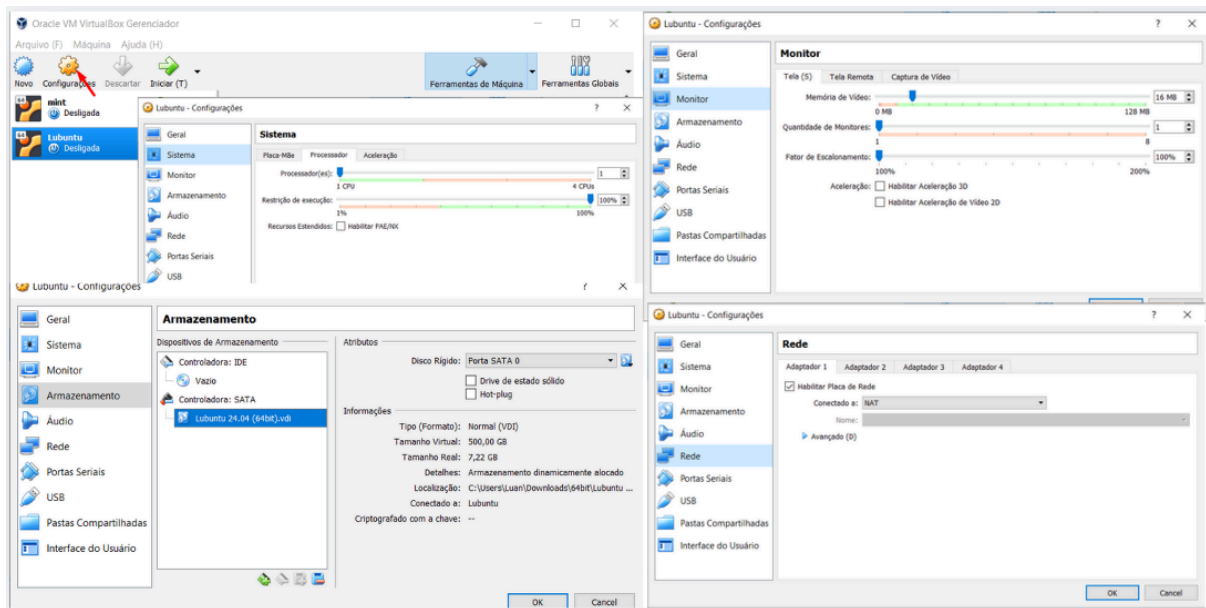 Oracle VM VirtualBox Gerenciador
Arquivo (F) Máquina Ajuda (H)
Novo Configurações Descartar Iniciar (T)
Ferramentas de Máquina Ferramentas Globais
64 mint
Desligada
64 Lubuntu
Desligada
Lubuntu - Configurações
Geral
Sistema
Monitor
Armazenamento
Áudio
Rede
Portas Seriais
USB
Sistema
Placa-Mãe Processador Aceleração
Processador(es): 1
1 CPU 4 CPUs
Restrição de execução: 100%
1% 100%
Recursos Estendidos: Habilitar PAE/NX
Lubuntu - Configurações
Geral
Sistema
Monitor
Armazenamento
Áudio
Rede
Portas Seriais
USB
Pastas Compartilhadas
Interface do Usuário
Monitor
Tela (S) Tela Remota Captura de Vídeo
Memória de Vídeo: 16 MB
0 MB 128 MB
Quantidade de Monitores: 1
1 8
Fator de Escalonamento: 100%
100% 200%
Aceleração: Habilitar Aceleração 3D
Habilitar Aceleração de Vídeo 2D
Lubuntu - Configurações
Geral
Sistema
Monitor
Armazenamento
Áudio
Rede
Portas Seriais
USB
Pastas Compartilhadas
Interface do Usuário
Armazenamento
Dispositivos de Armazenamento
Controladora: IDE
Vazio
Controladora: SATA
Lubuntu 24.04 (64bit).vdi
Atributos
Disco Rígido: Porta SATA 0
Drive de estado sólido
Hot-plug
Informações
Tipo (Formato): Normal (VDI)
Tamanho Virtual: 500,00 GB
Tamanho Real: 7,22 GB
Detalhes: Armazenamento dinamicamente alocado
Localização: C:\Users\Luan\Downloads\64bit\Lubuntu ...
Conectado a: Lubuntu
Criptografado com a chave: --
OK Cancel
Lubuntu - Configurações
Geral
Sistema
Monitor
Armazenamento
Áudio
Rede
Portas Seriais
USB
Pastas Compartilhadas
Interface do Usuário
Rede
Adaptador 1 Adaptador 2 Adaptador 3 Adaptador 4
Habilitar Placa de Rede
Conectado a: NAT
Nome:
Avançado (D)
OK Cancel